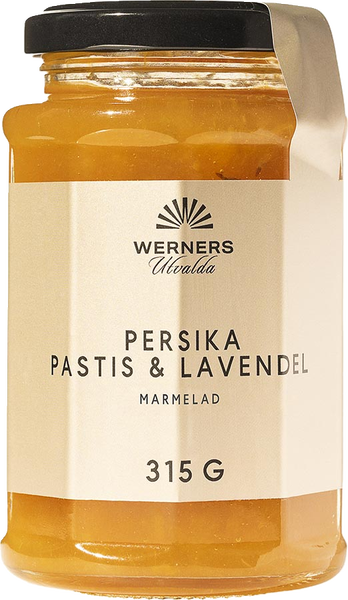 WERNERS
Utvalda
PERSIKA
PASTIS & LAVENDEL
MARMELAD
315 G